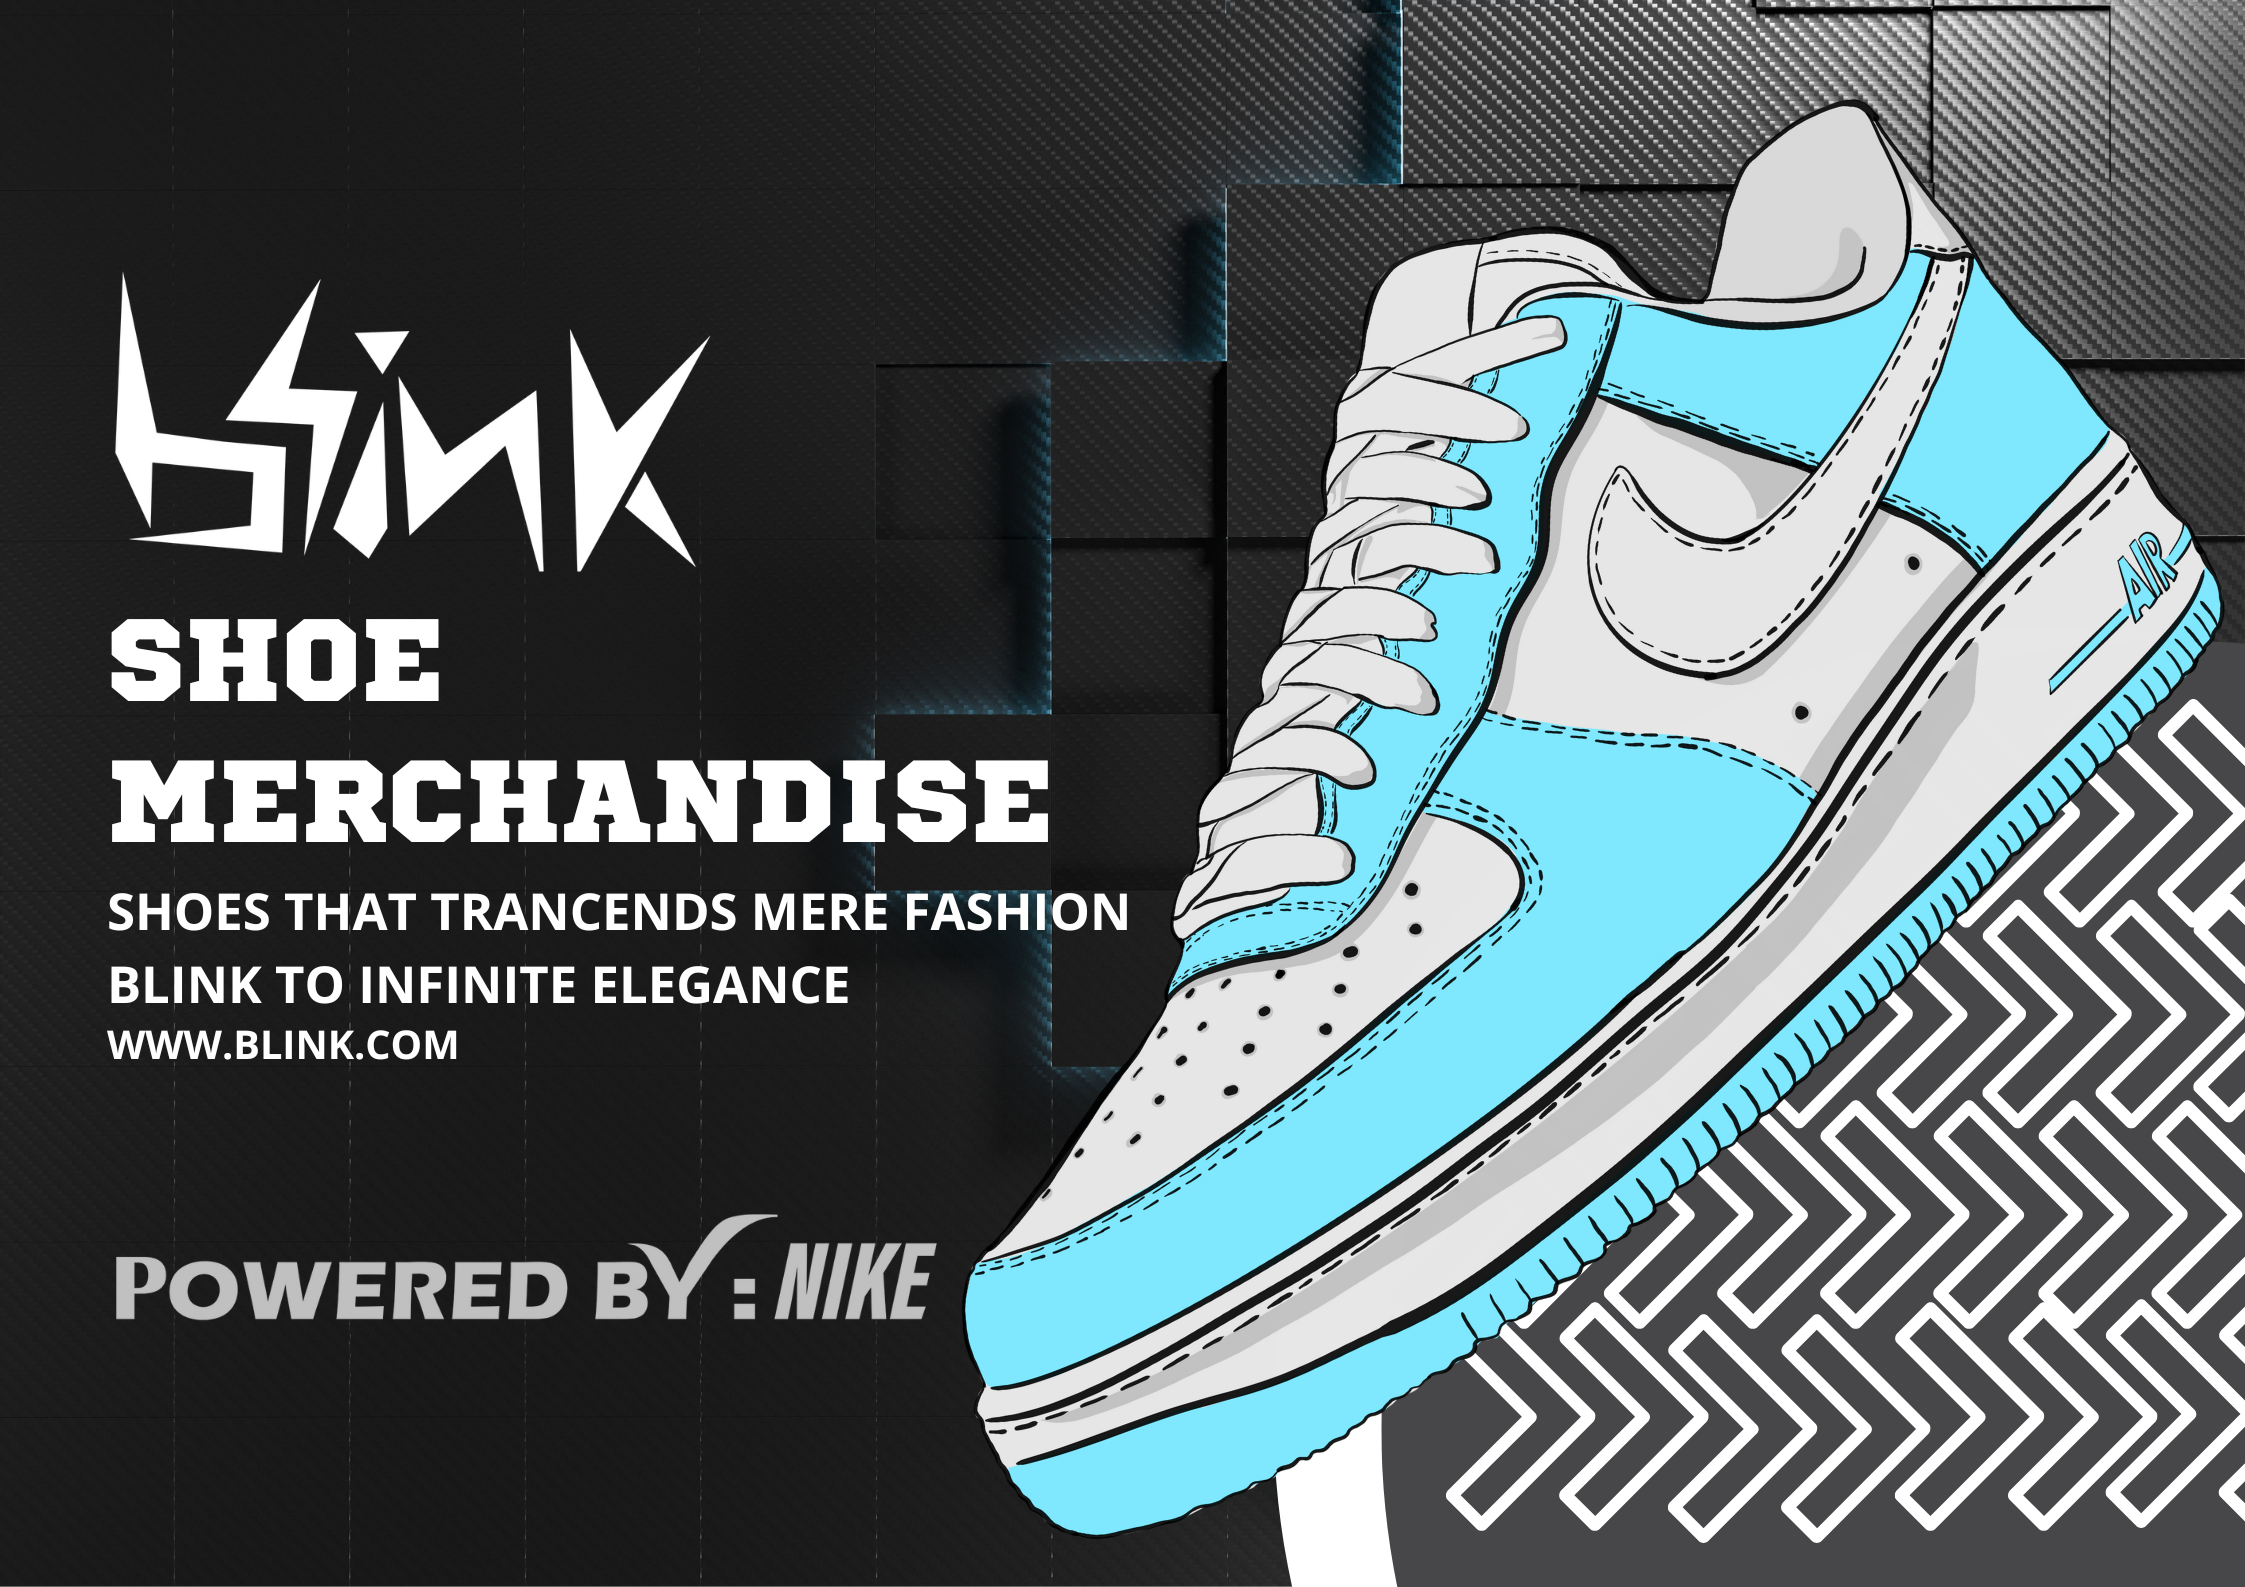 blink
SHOE
MERCHANDISE
SHOES THAT TRANCENDS MERE FASHION
BLINK TO INFINITE ELEGANCE
WWW.BLINK.COM
POWERED BY : NIKE
AIR